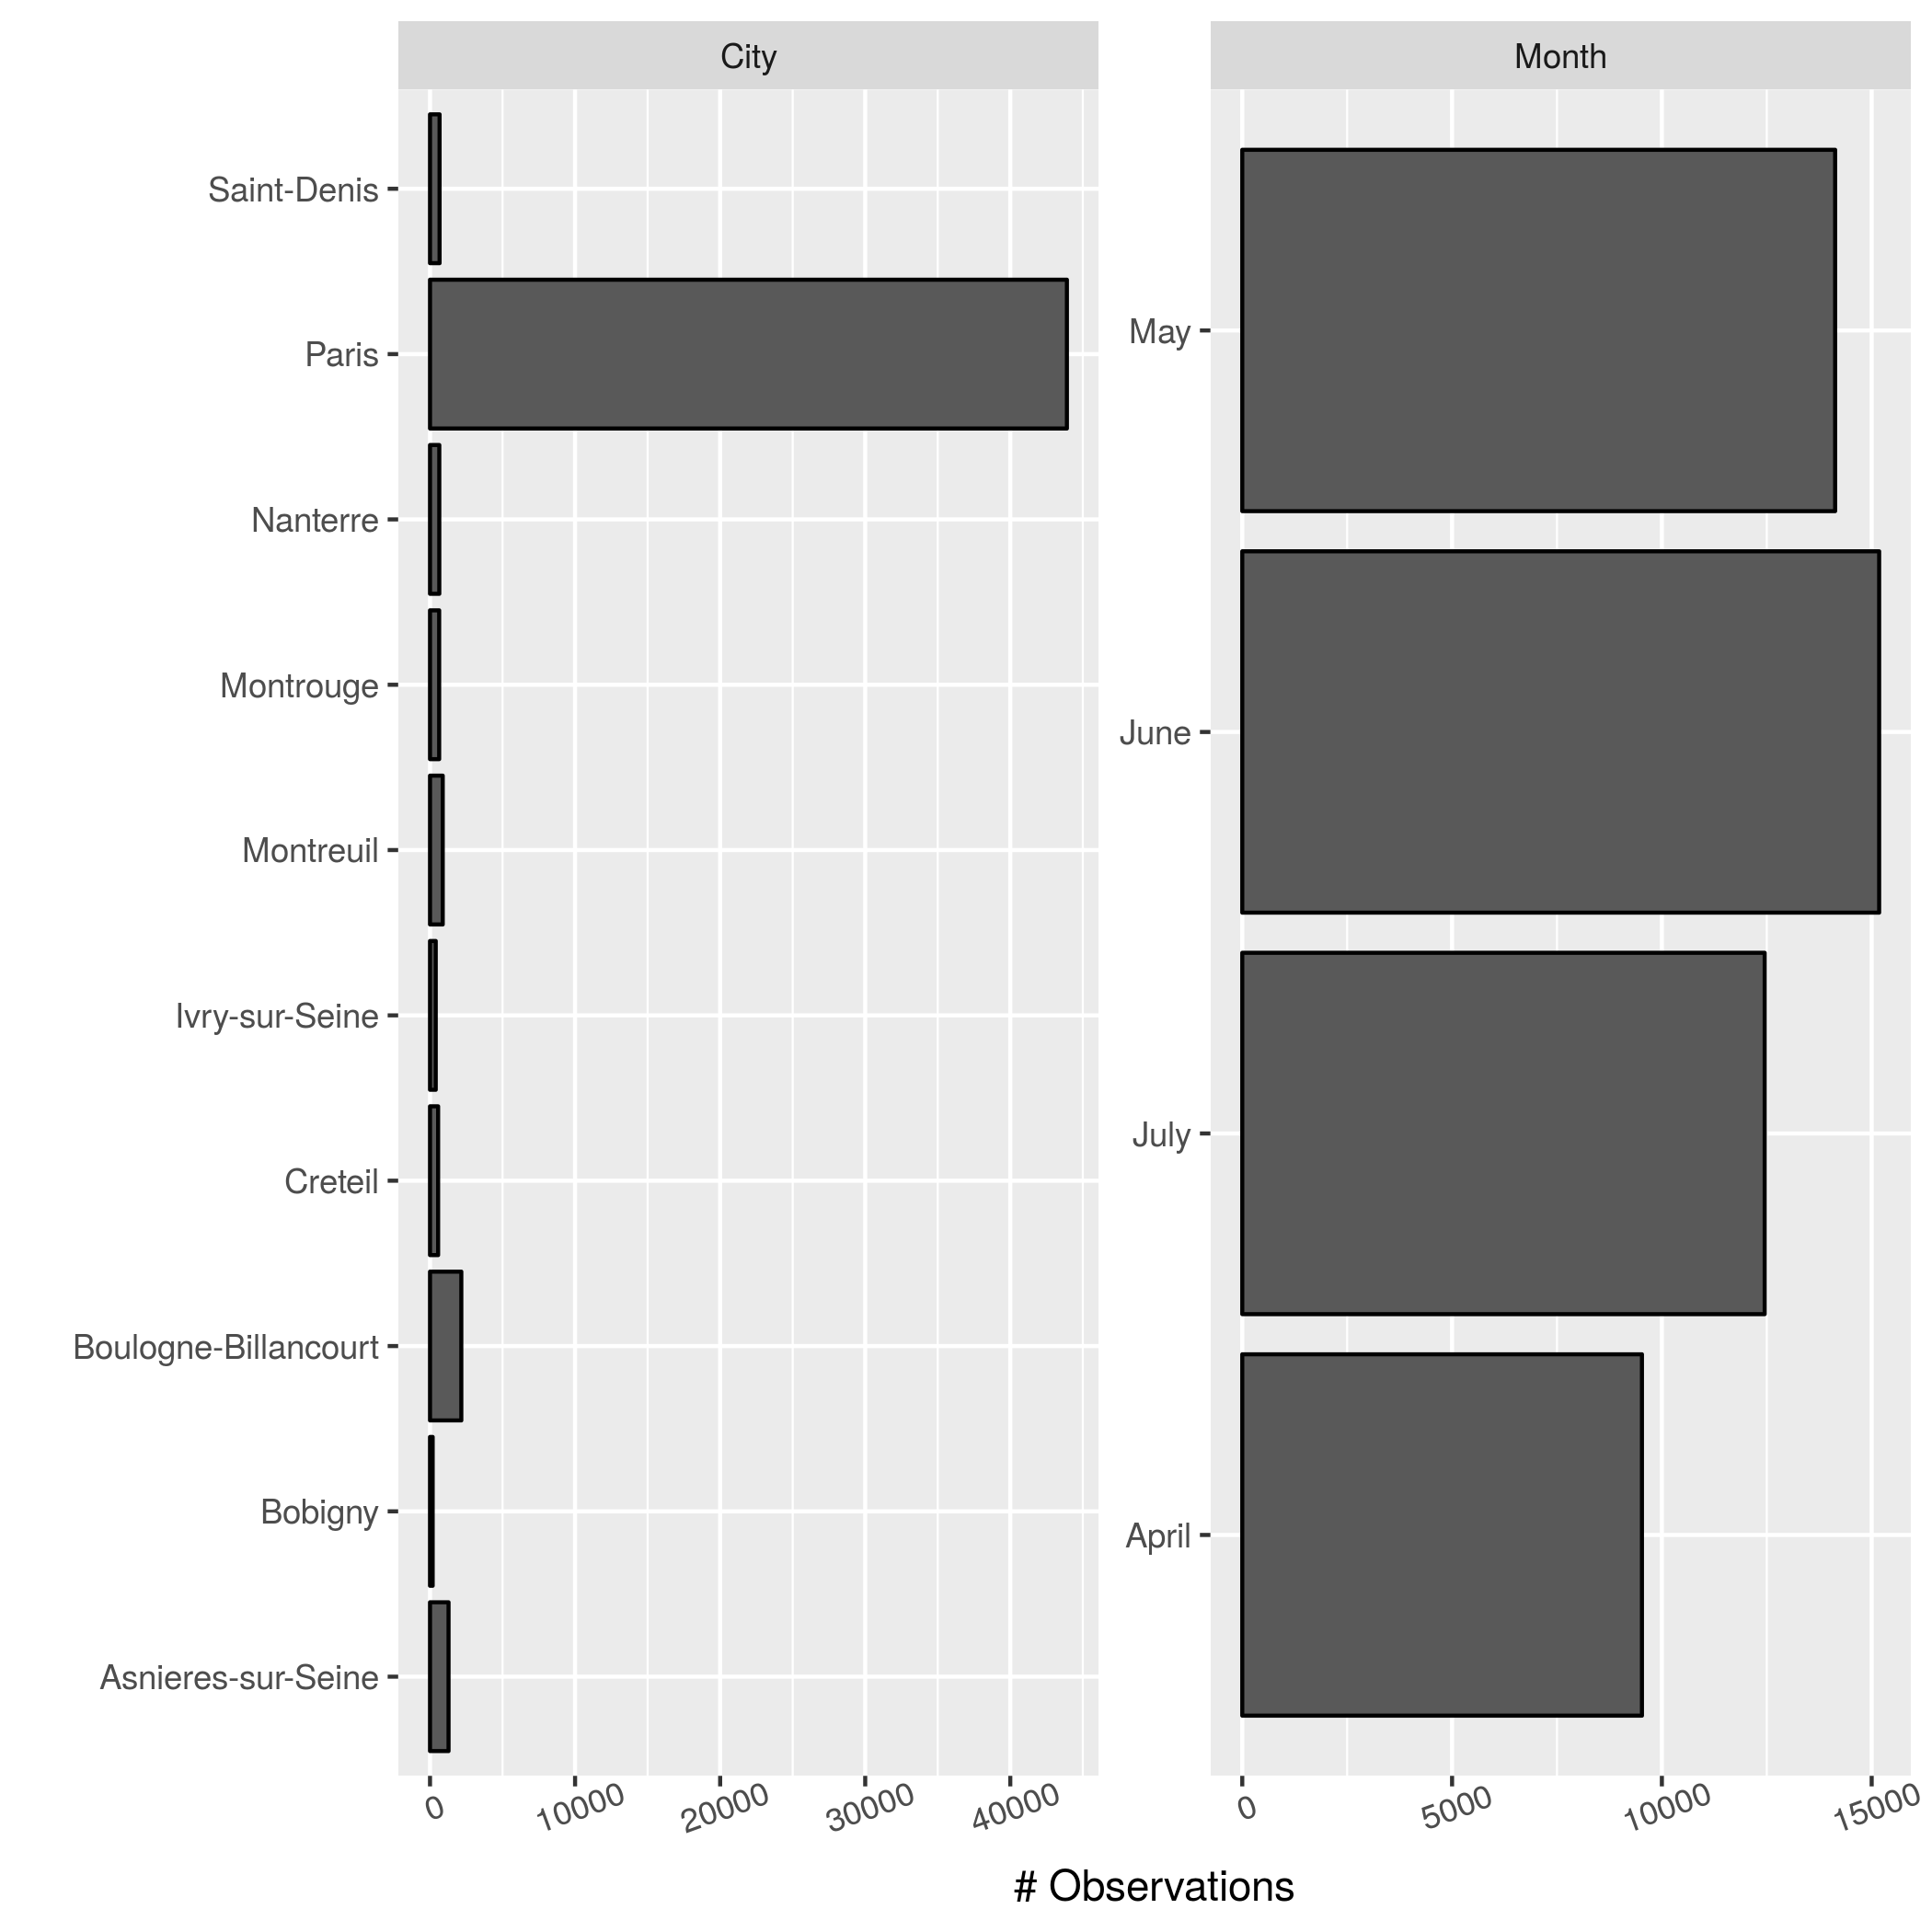 City
Month
Saint-Denis
Paris
Nanterre
Montrouge
Montreuil
Ivry-sur-Seine
Creteil
Boulogne-Billancourt
Bobigny
Asnieres-sur-Seine
May
June
July
April
0 10000 20000 30000 40000
0 5000 10000 15000
# Observations